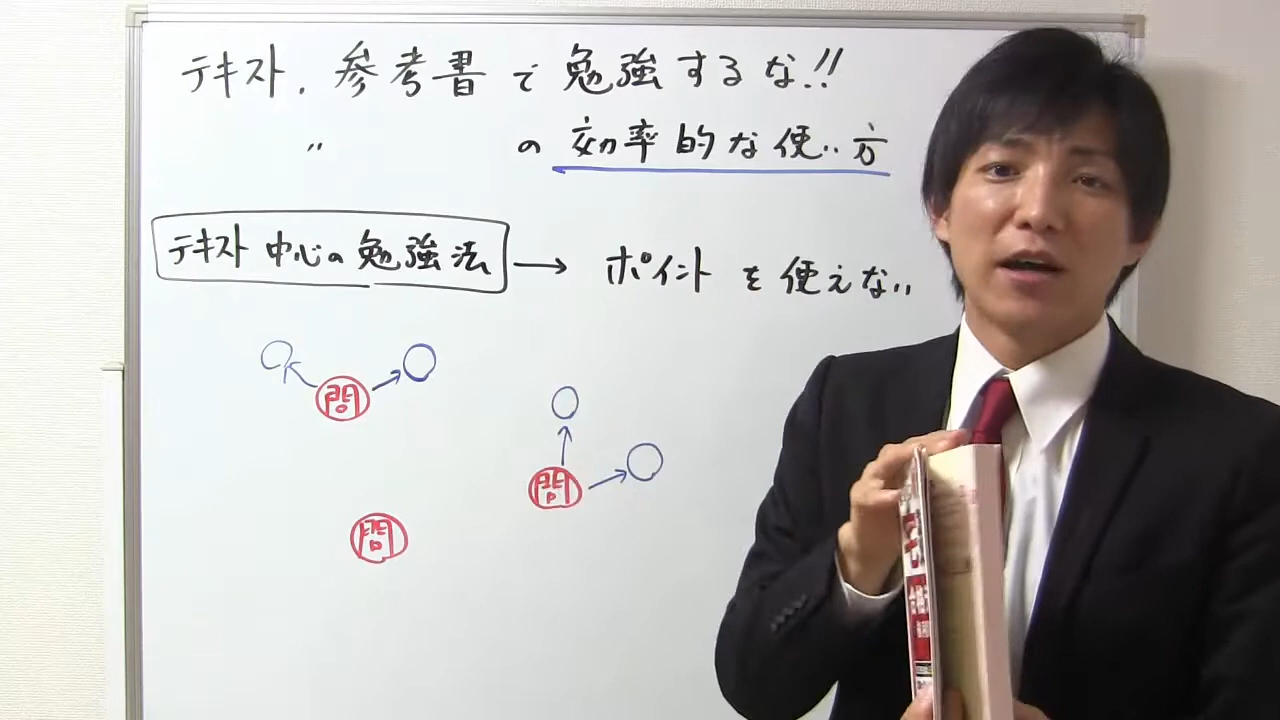 テキスト、参考書で勉強するな!!
〃 の効率的な使い方
テキスト中心の勉強法 → ポイントを使えない
問
問
問